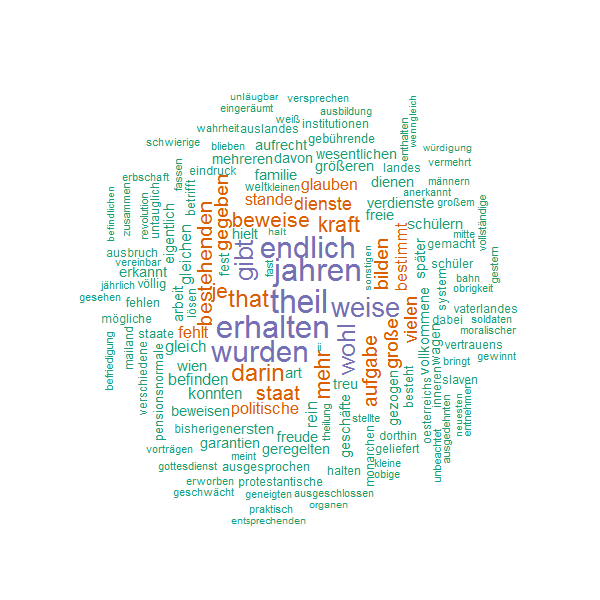 unläugbar
versprechen
eingeräumt
ausbildung
weiß
institutionen
wahrheit
auslandes
enthalten
wenngleich
schwierige
blieben
aufrecht
gebührende
würdigung
mehreren
davon
wesentlichen
vermehrt
eindruck
familie
größeren
landes
erbschaft
fassen
betrifft
welt
kleinen
glauben
dienen
anerkannt
männern
befindlichen
zusammen
revolution
untauglich
stande
dienste
verdienste
großem
vollständige
gegeben
beweise
kraft
freie
schülern
eigentlich
hielt
halt
bestimmt
später
gemacht
gestern
ausbruch
gleichen
bestehenden
fest
gibt
endlich
bilden
schüler
vereinbar
erkannt
völlig
fast
jahren
sonstigen
system
bahn
obrigkeit
jährlich
gesehen
fehlen
arbeit
lösen
je
that
theil
weise
vielen
vollkommene
vaterlandes
mögliche
dabei
soldaten
staate
fehlt
erhalten
wohl
große
inneren
wagen
moralischer
mailand
gleich
wurden
aufgabe
vertrauens
befriedigung
verschiedene
wien
darin
art
mehr
bringt
gewinnt
pensionsnormale
befinden
treu
gezogen
besteht
slaven
konnten
staat
beweisen
politische
rein
stellte
oesterreichs
neuesten
entnehmen
bisherigen
ersten
theilung
geschäfte
monarchen
dorthin
garantien
freude
geliefert
unbeachtet
ausgedehnten
vorträgen
meint
geregelten
gottesdienst
ausgesprochen
halten
kleine
obige
erworben
protestantische
geschwächt
geneigten
ausgeschlossen
praktisch
organen
entsprechenden
mitte